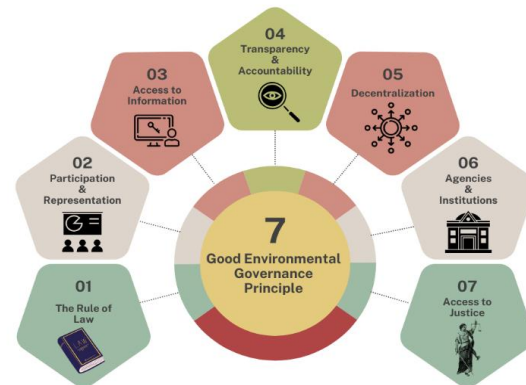 01
The Rule of
Law
02
Participation
&
Representation
03
Access to
Information
04
Transparency
&
Accountability
05
Decentralization
06
Agencies
&
Institutions
07
Access to
Justice
7
Good Environmental
Governance
Principle